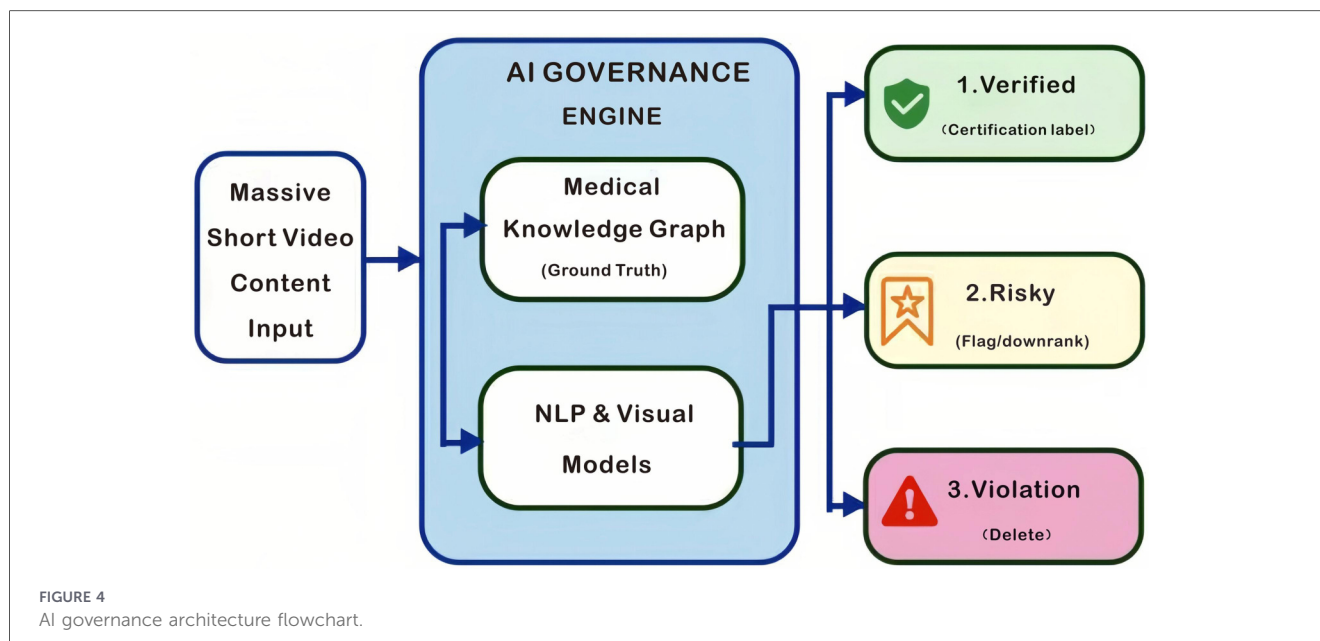 Massive
Short Video
Content
Input
AI GOVERNANCE
ENGINE
Medical
Knowledge Graph
(Ground Truth)
NLP & Visual
Models
1.Verified
（Certification label）
2.Risky
(Flag/downrank)
3.Violation
（Delete）
FIGURE 4
AI governance architecture flowchart.